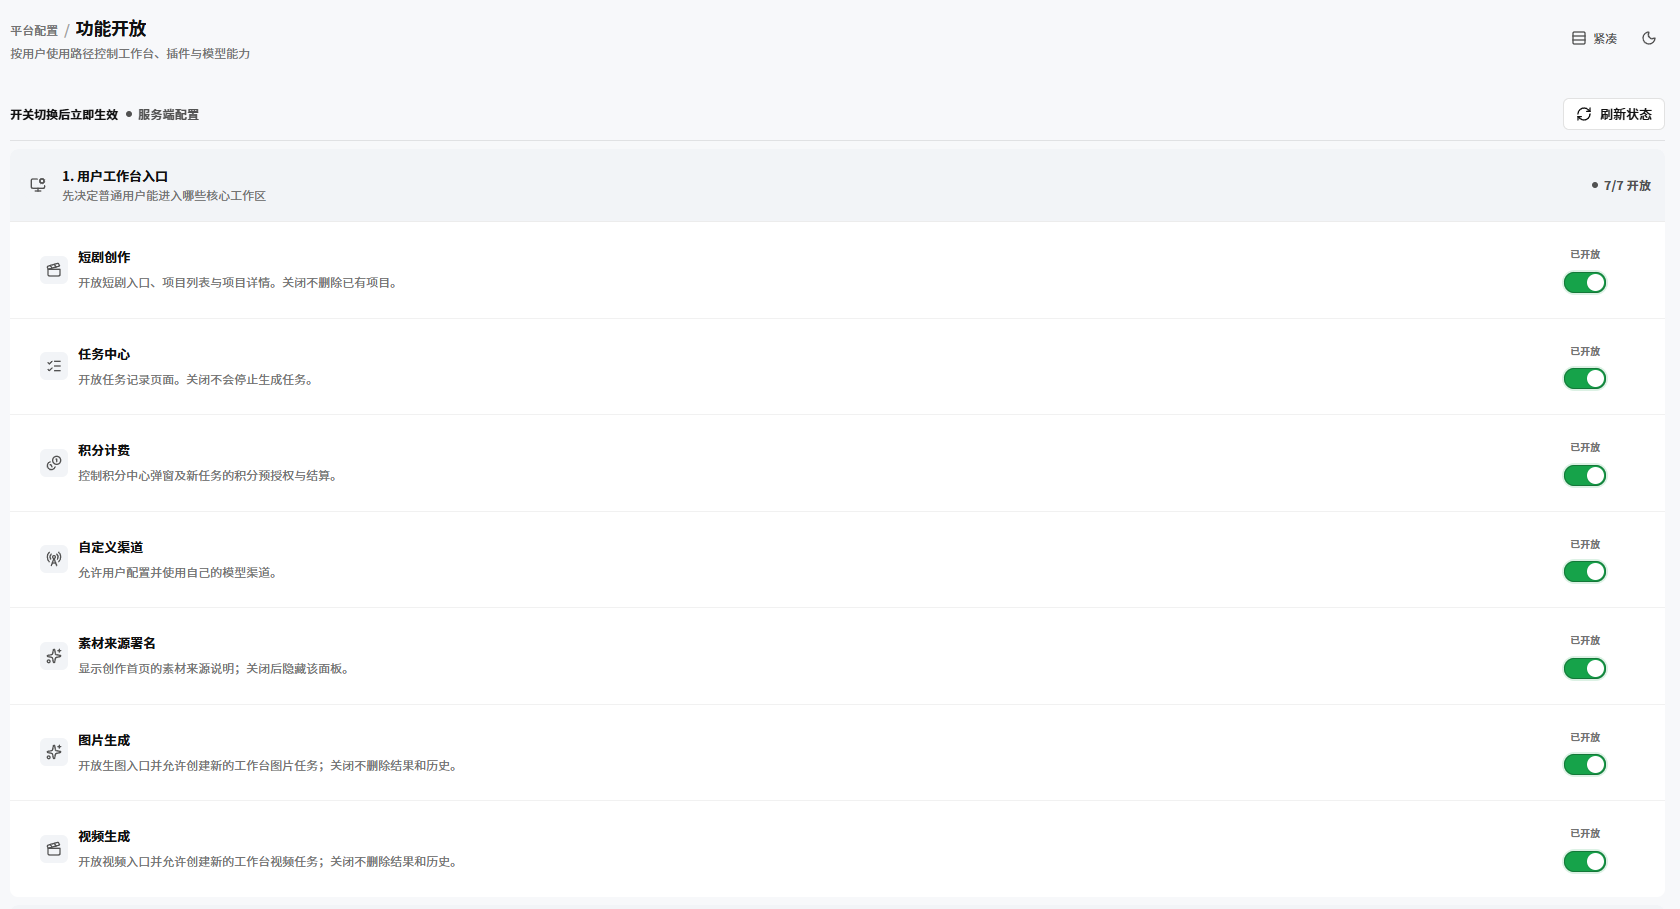 平台配置 / 功能开放
按用户使用路径控制工作台、插件与模型能力
紧凑
开关切换后立即生效 ● 服务端配置
刷新状态
1. 用户工作台入口
先决定普通用户能进入哪些核心工作区
● 7/7 开放
短剧创作
开放短剧入口、项目列表与项目详情。关闭不删除已有项目。
已开放
任务中心
开放任务记录页面。关闭不会停止生成任务。
已开放
积分计费
控制积分中心弹窗及新任务的积分预授权与结算。
已开放
自定义渠道
允许用户配置并使用自己的模型渠道。
已开放
素材来源署名
显示创作首页的素材来源说明；关闭后隐藏该面板。
已开放
图片生成
开放生图入口并允许创建新的工作台图片任务；关闭不删除结果和历史。
已开放
视频生成
开放视频入口并允许创建新的工作台视频任务；关闭不删除结果和历史。
已开放